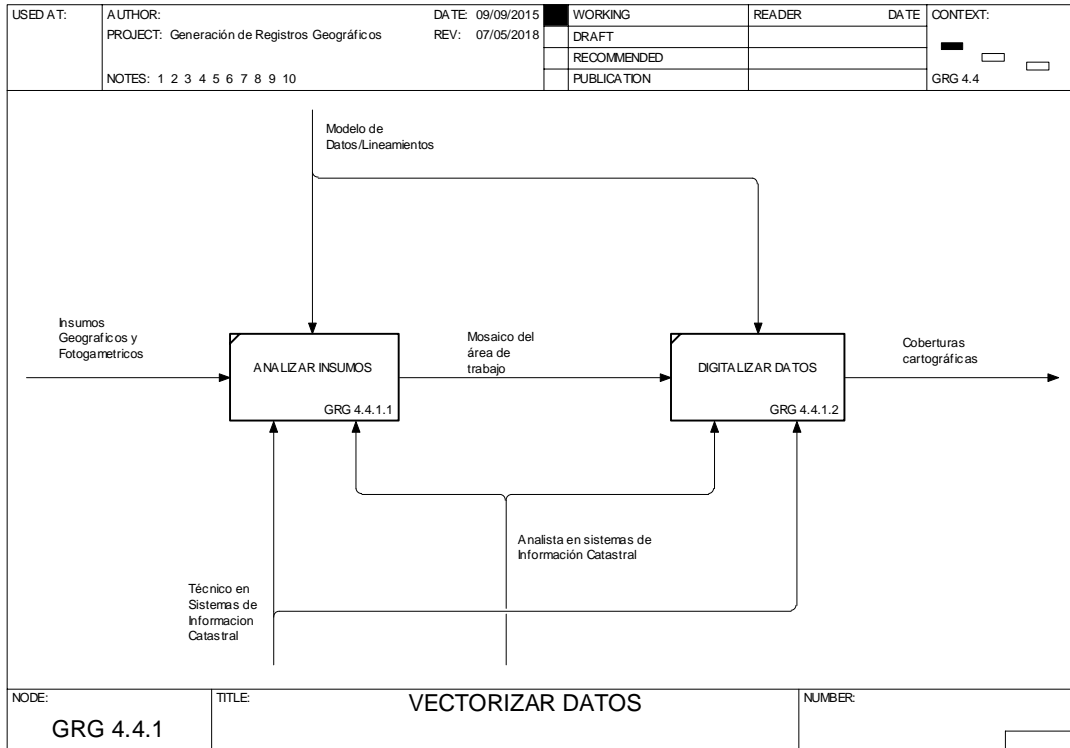 USED AT:
AUTHOR:
DATE: 09/09/2015
PROJECT: Generación de Registros Geográficos
REV: 07/05/2018
NOTES: 1 2 3 4 5 6 7 8 9 10
WORKING
DRAFT
RECOMMENDED
PUBLICATION
READER DATE
CONTEXT:
GRG 4.4
Modelo de
Datos/Lineamientos
Insumos
Geograficos y
Fotogametricos
ANALIZAR INSUMOS
GRG 4.4.1.1
Mosaico del
área de
trabajo
DIGITALIZAR DATOS
GRG 4.4.1.2
Coberturas
cartográficas
Analista en sistemas de
Información Catastral
Técnico en
Sistemas de
Informacion
Catastral
NODE:
GRG 4.4.1
TITLE:
VECTORIZAR DATOS
NUMBER: